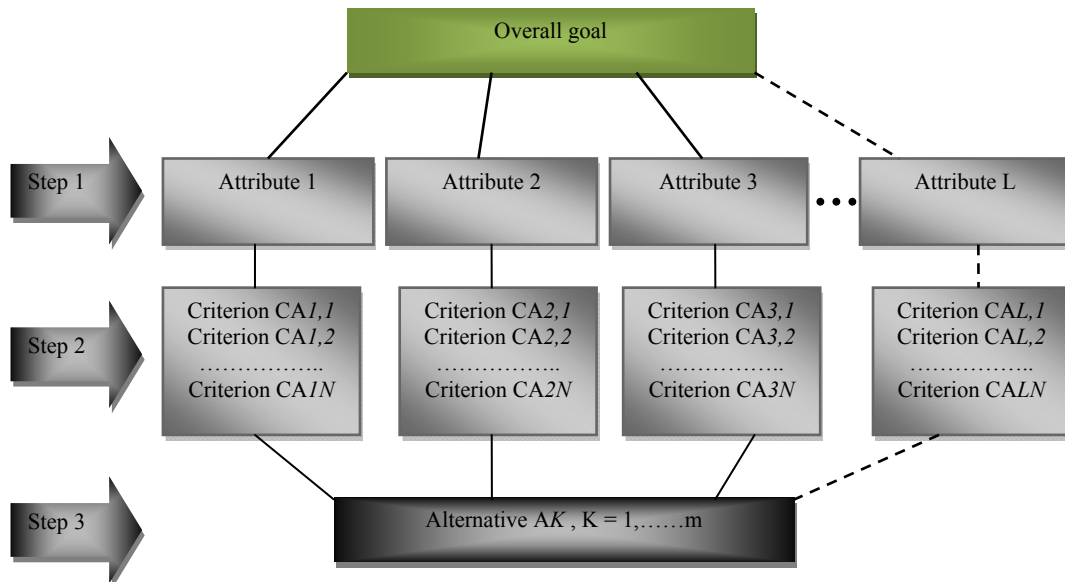 Overall goal
Step 1
Attribute 1
Attribute 2
Attribute 3
•••
Attribute L
Step 2
Criterion CA1,1
Criterion CA1,2
……………..
Criterion CA1N
Criterion CA2,1
Criterion CA2,2
……………..
Criterion CA2N
Criterion CA3,1
Criterion CA3,2
……………..
Criterion CA3N
Criterion CAL,1
Criterion CAL,2
……………..
Criterion CALN
Step 3
Alternative AK , K = 1,……m